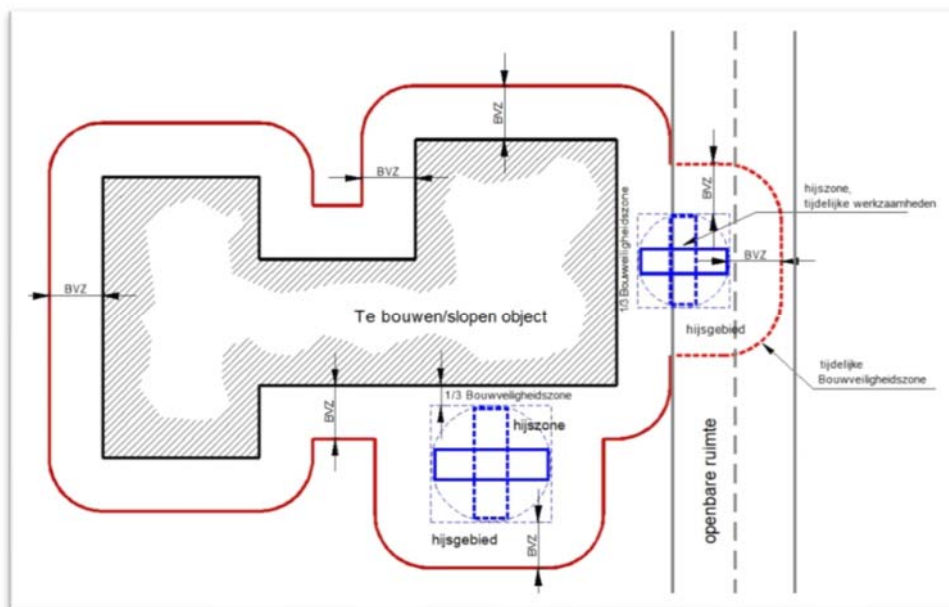 BVZ
BVZ
BVZ
hijszone,
tijdelijke werkzaamheden
1/3 Bouwveiligheidszone
BVZ
BVZ
Te bouwen/slopen object
hijsgebied
tijdelijke
Bouwveiligheidszone
BVZ
1/3 Bouwveiligheidszone
hijszone
openbare ruimte
hijsgebied
BVZ